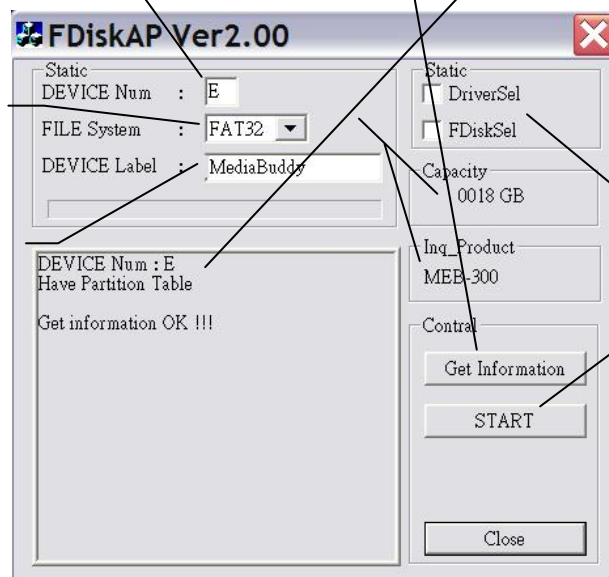 FDiskAP Ver2.00
Static
DEVICE Num : E
FILE System : FAT32
DEVICE Label : MediaBuddy
Static
DriverSel
FDiskSel
Capacity
0018 GB
Inq_Product
MEB-300
DEVICE Num : E
Have Partition Table
Get information OK !!!
Contral
Get Information
START
Close